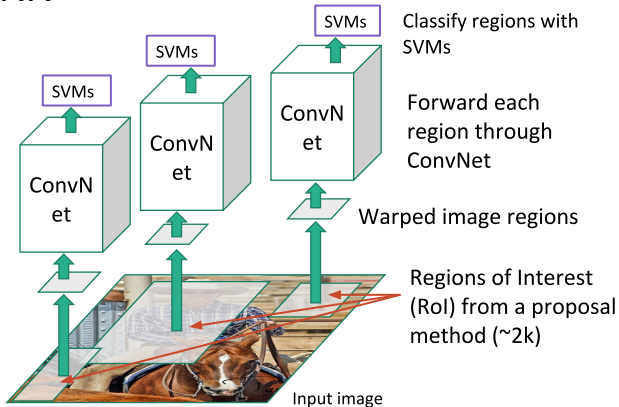 SVMs
Classify regions with
SVMs
SVMs
SVMs
ConvN
et
Forward each
region through
ConvNet
ConvN
et
ConvN
et
Warped image regions
Regions of Interest
(RoI) from a proposal
method (~2k)
Input image